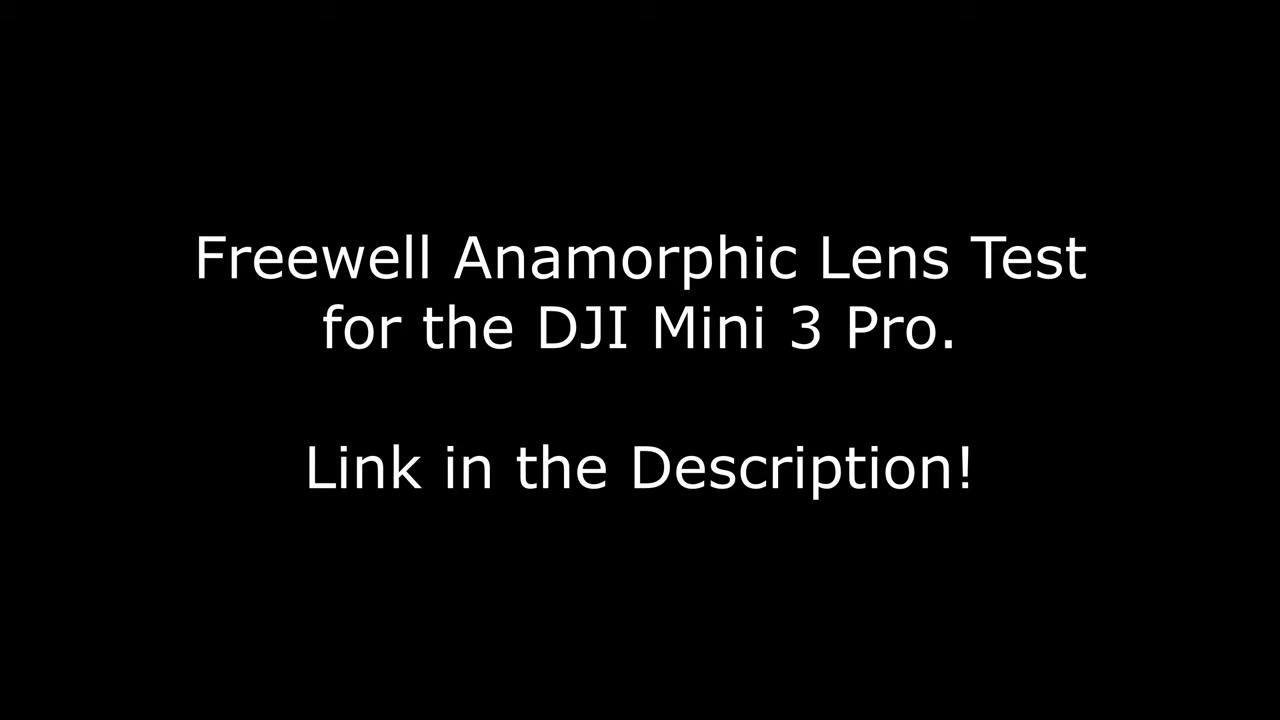 Freewell Anamorphic Lens Test
for the DJI Mini 3 Pro.
Link in the Description!